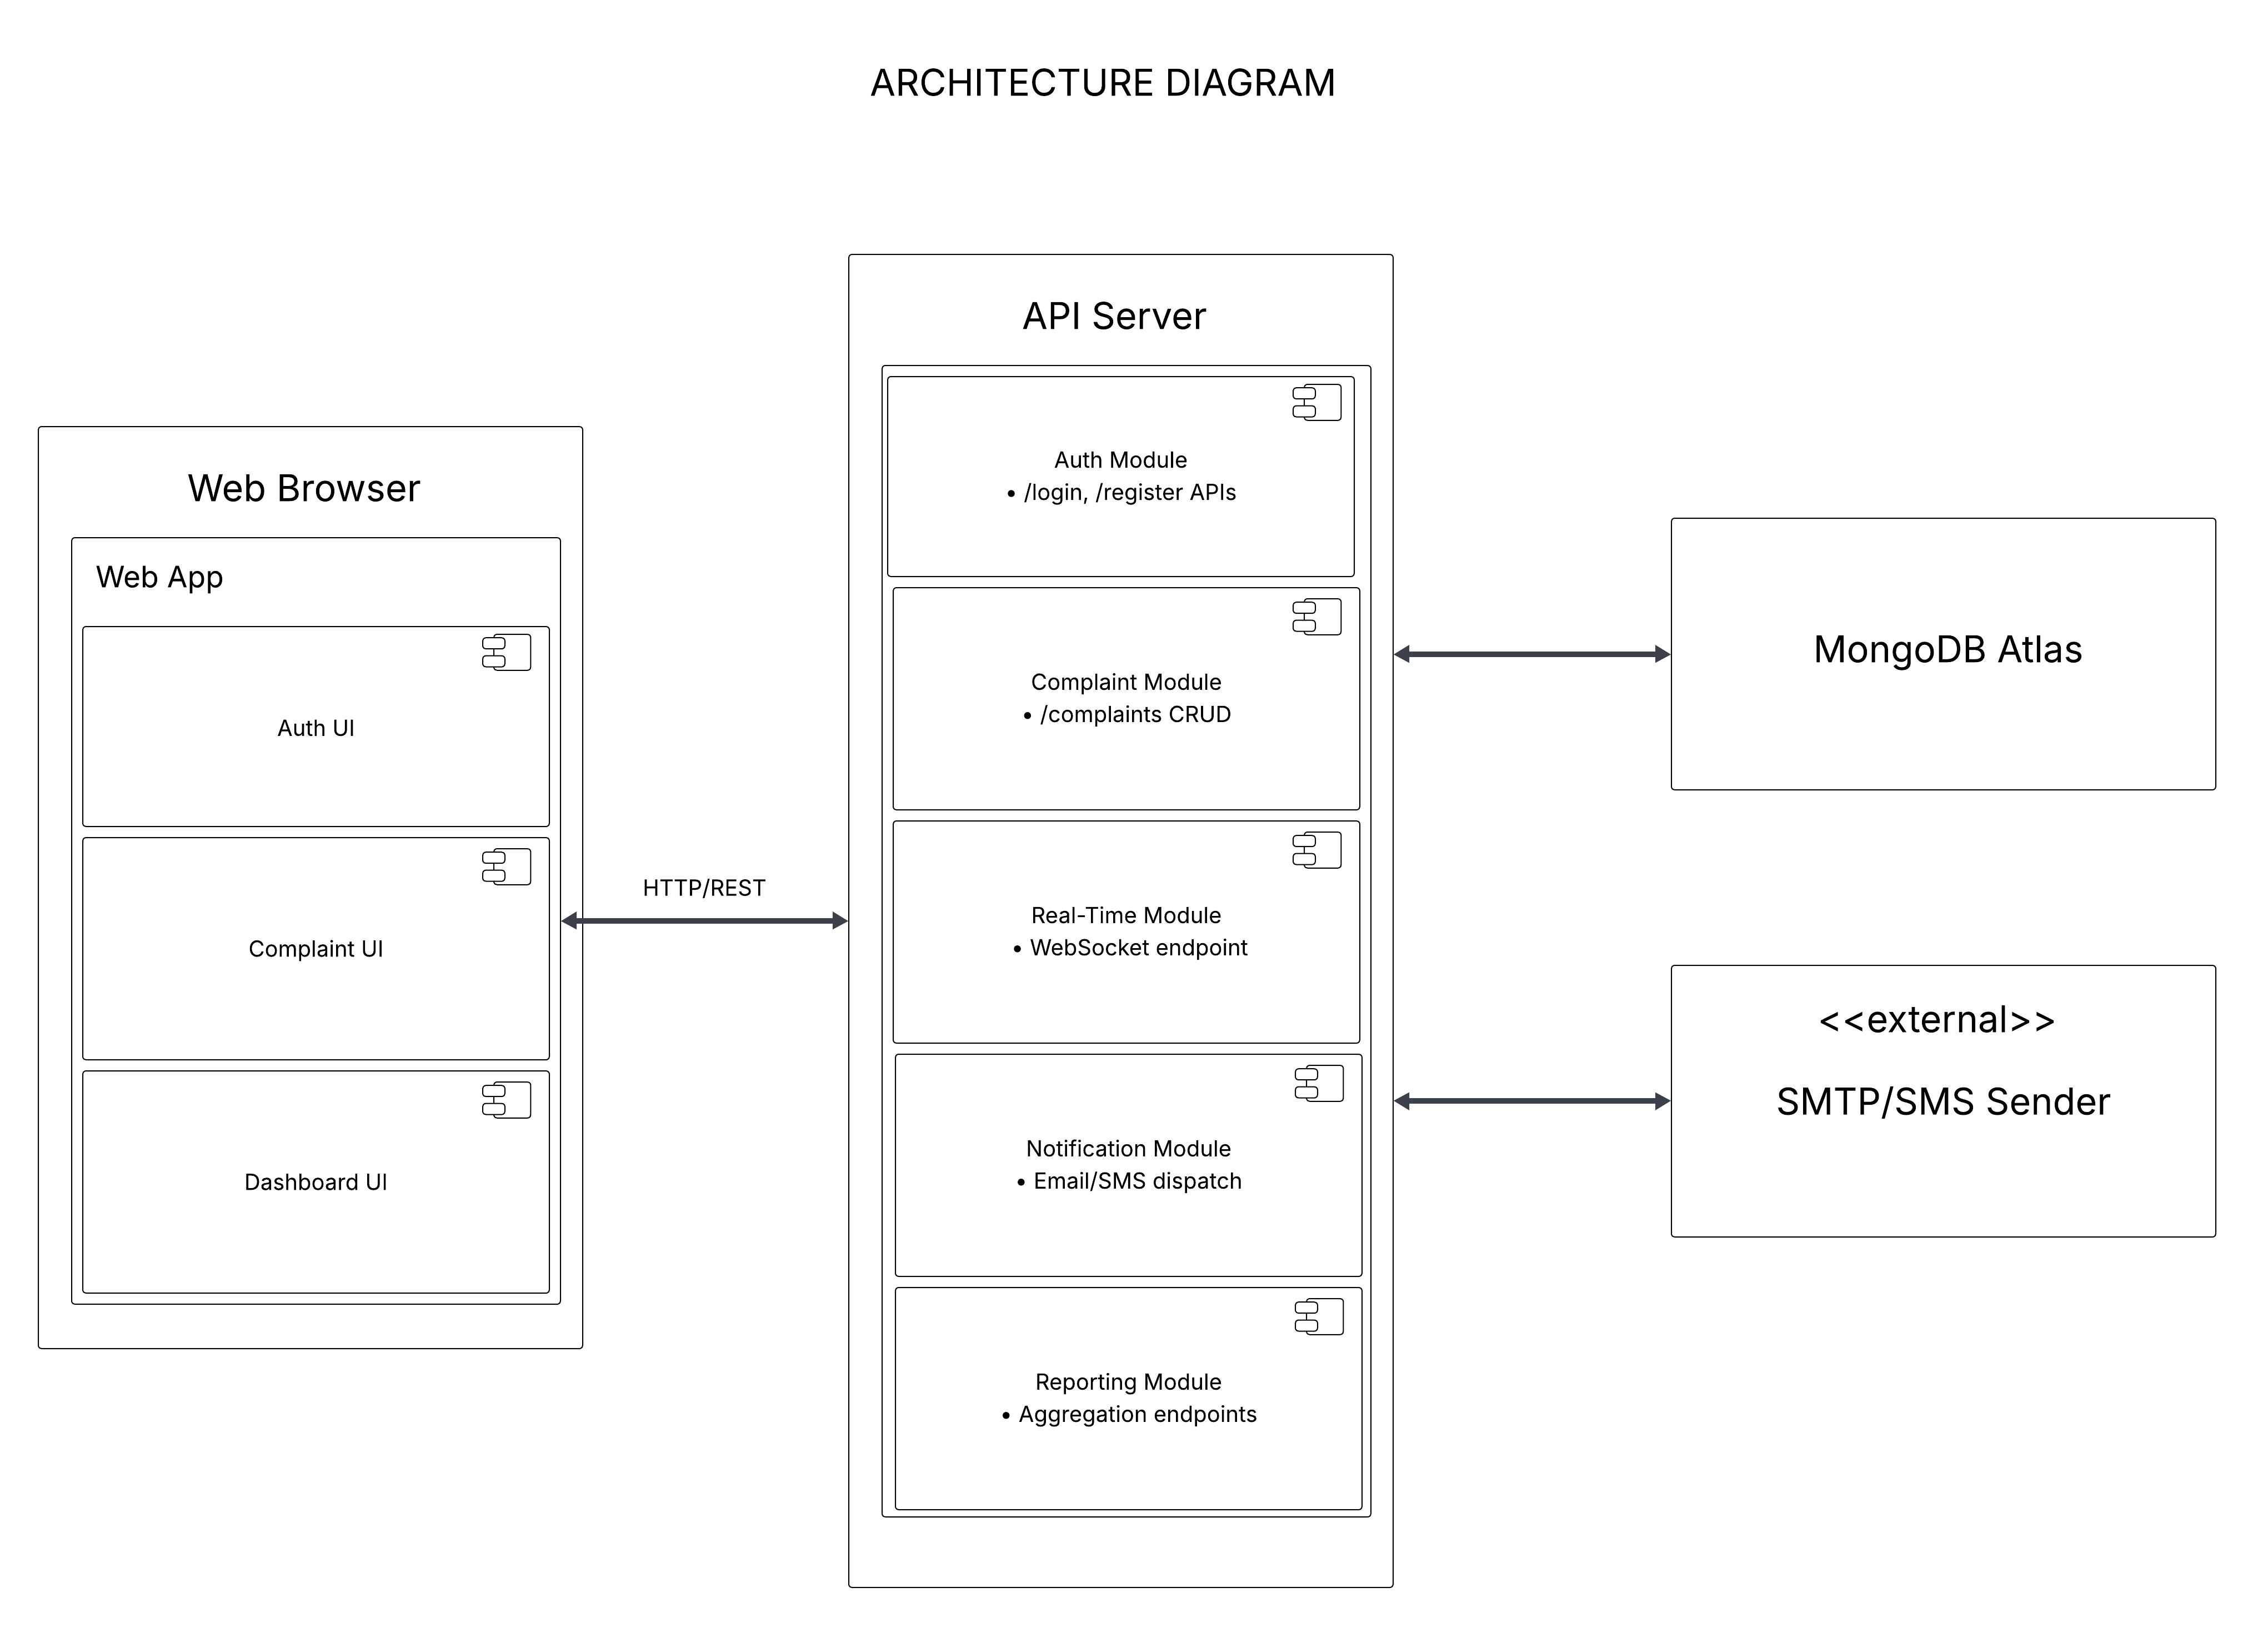 ARCHITECTURE DIAGRAM
Web Browser
Web App
Auth UI
Complaint UI
Dashboard UI
HTTP/REST
API Server
Auth Module
• /login, /register APIs
Complaint Module
• /complaints CRUD
Real-Time Module
• WebSocket endpoint
Notification Module
• Email/SMS dispatch
Reporting Module
• Aggregation endpoints
MongoDB Atlas
<<external>>
SMTP/SMS Sender